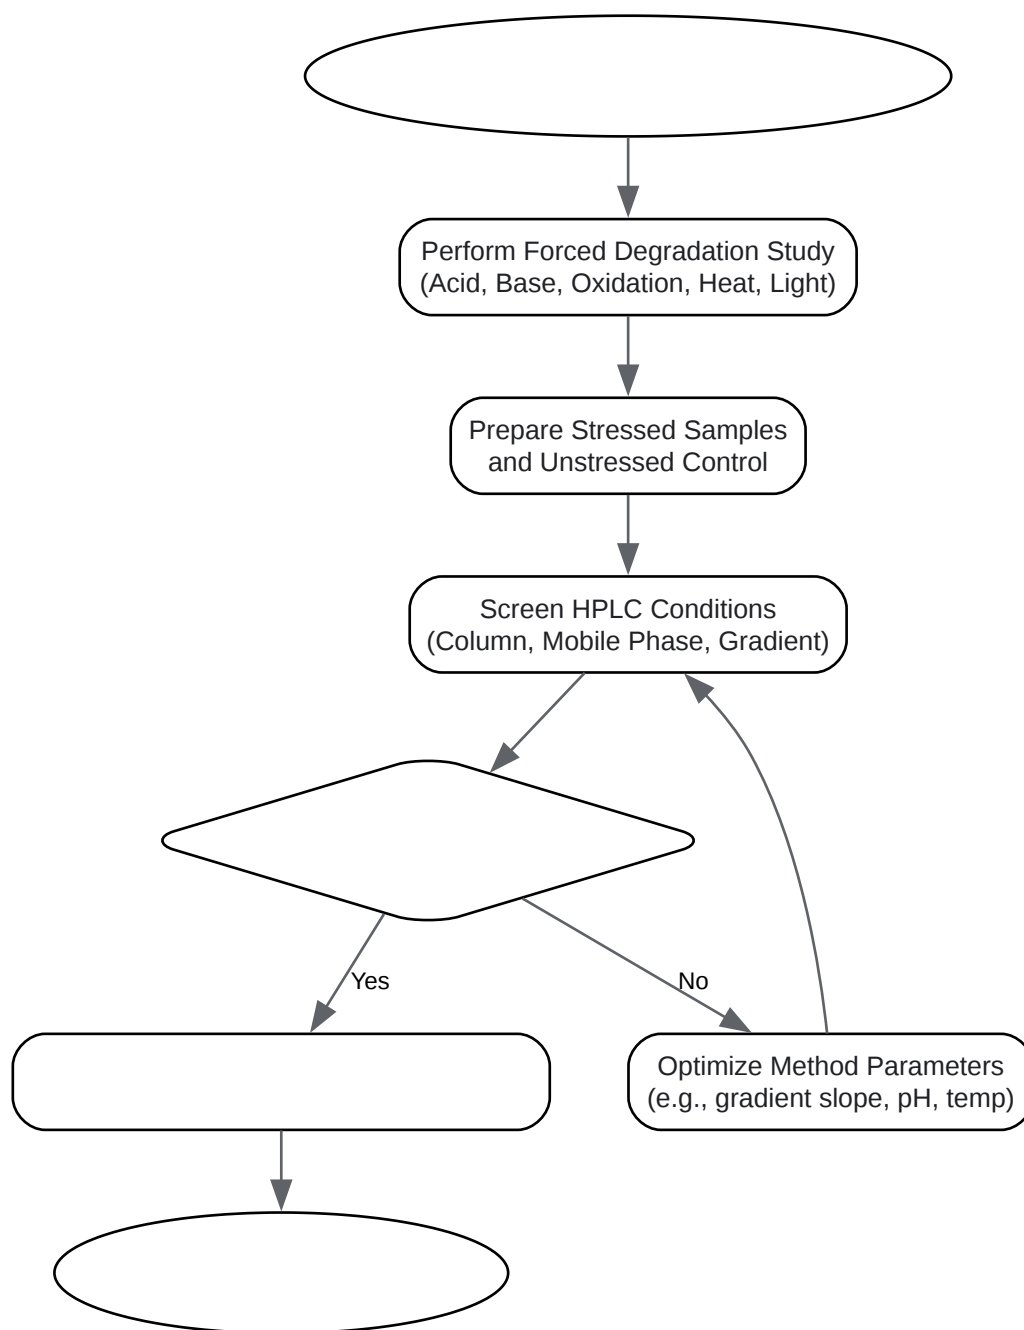 Perform Forced Degradation Study
(Acid, Base, Oxidation, Heat, Light)
Prepare Stressed Samples
and Unstressed Control
Screen HPLC Conditions
(Column, Mobile Phase, Gradient)
Yes
No
Optimize Method Parameters
(e.g., gradient slope, pH, temp)